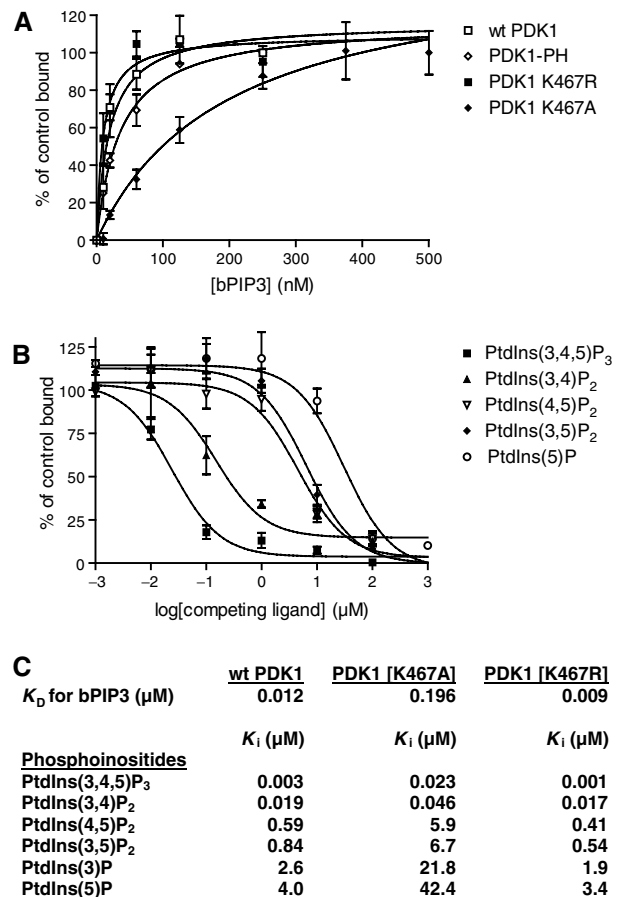 A
120
100
80
60
40
20
0
% of control bound
0 100 200 300 400 500
[bPIP3] (nM)
wt PDK1
PDK1-PH
PDK1 K467R
PDK1 K467A
B
125
100
75
50
25
0
% of control bound
−3 −2 −1 0 1 2 3
log[competing ligand] (μM)
PtdIns(3,4,5)P3
PtdIns(3,4)P2
PtdIns(4,5)P2
PtdIns(3,5)P2
PtdIns(5)P
C
wt PDK1 PDK1 [K467A] PDK1 [K467R]
KD for bPIP3 (μM) 0.012 0.196 0.009
Ki (μM) Ki (μM) Ki (μM)
Phosphoinositides
PtdIns(3,4,5)P3 0.003 0.023 0.001
PtdIns(3,4)P2 0.019 0.046 0.017
PtdIns(4,5)P2 0.59 5.9 0.41
PtdIns(3,5)P2 0.84 6.7 0.54
PtdIns(3)P 2.6 21.8 1.9
PtdIns(5)P 4.0 42.4 3.4